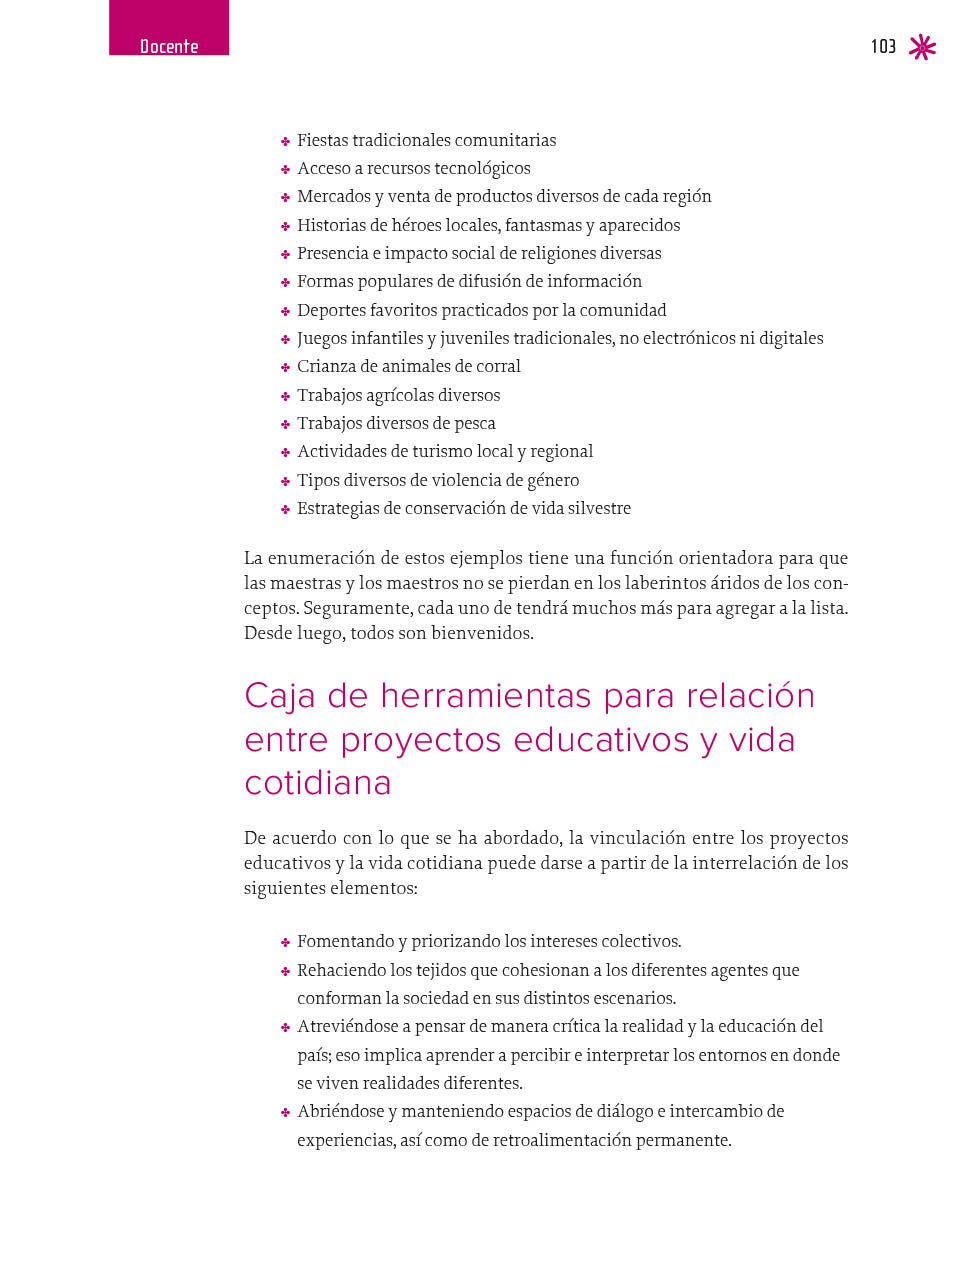 Docente
103
✤ Fiestas tradicionales comunitarias
✤ Acceso a recursos tecnológicos
✤ Mercados y venta de productos diversos de cada región
✤ Historias de héroes locales, fantasmas y aparecidos
✤ Presencia e impacto social de religiones diversas
✤ Formas populares de difusión de información
✤ Deportes favoritos practicados por la comunidad
✤ Juegos infantiles y juveniles tradicionales, no electrónicos ni digitales
✤ Crianza de animales de corral
✤ Trabajos agrícolas diversos
✤ Trabajos diversos de pesca
✤ Actividades de turismo local y regional
✤ Tipos diversos de violencia de género
✤ Estrategias de conservación de vida silvestre
La enumeración de estos ejemplos tiene una función orientadora para que
las maestras y los maestros no se pierdan en los laberintos áridos de los con-
ceptos. Seguramente, cada uno de tendrá muchos más para agregar a la lista.
Desde luego, todos son bienvenidos.
Caja de herramientas para relación
entre proyectos educativos y vida
cotidiana
De acuerdo con lo que se ha abordado, la vinculación entre los proyectos
educativos y la vida cotidiana puede darse a partir de la interrelación de los
siguientes elementos:
✤ Fomentando y priorizando los intereses colectivos.
✤ Rehaciendo los tejidos que cohesionan a los diferentes agentes que
conforman la sociedad en sus distintos escenarios.
✤ Atreviéndose a pensar de manera crítica la realidad y la educación del
país; eso implica aprender a percibir e interpretar los entornos en donde
se viven realidades diferentes.
✤ Abriéndose y manteniendo espacios de diálogo e intercambio de
experiencias, así como de retroalimentación permanente.